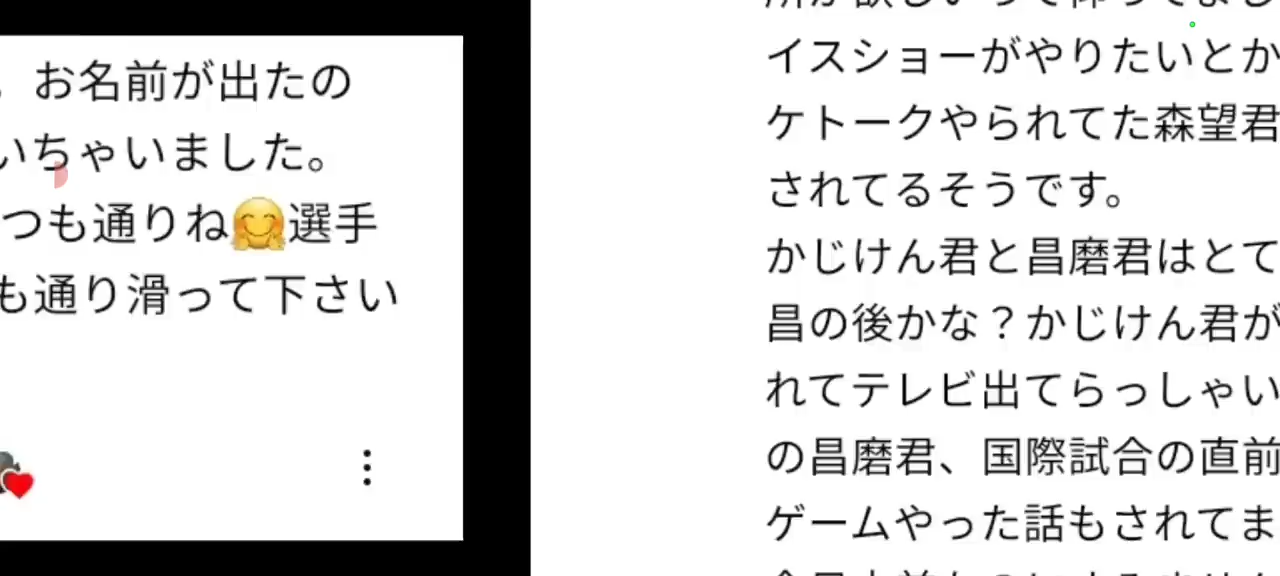 お名前が出たの
いちゃいました。
つも通りね🤗選手
も通り滑って下さい
イスショーがやりたいとか
ケトークやられてた森望君
されてるそうです。
かじけん君と昌磨君はとて
昌の後かな？かじけん君が
れてテレビ出てらっしゃい
の昌磨君、国際試合の直前
ゲームやった話もされてま